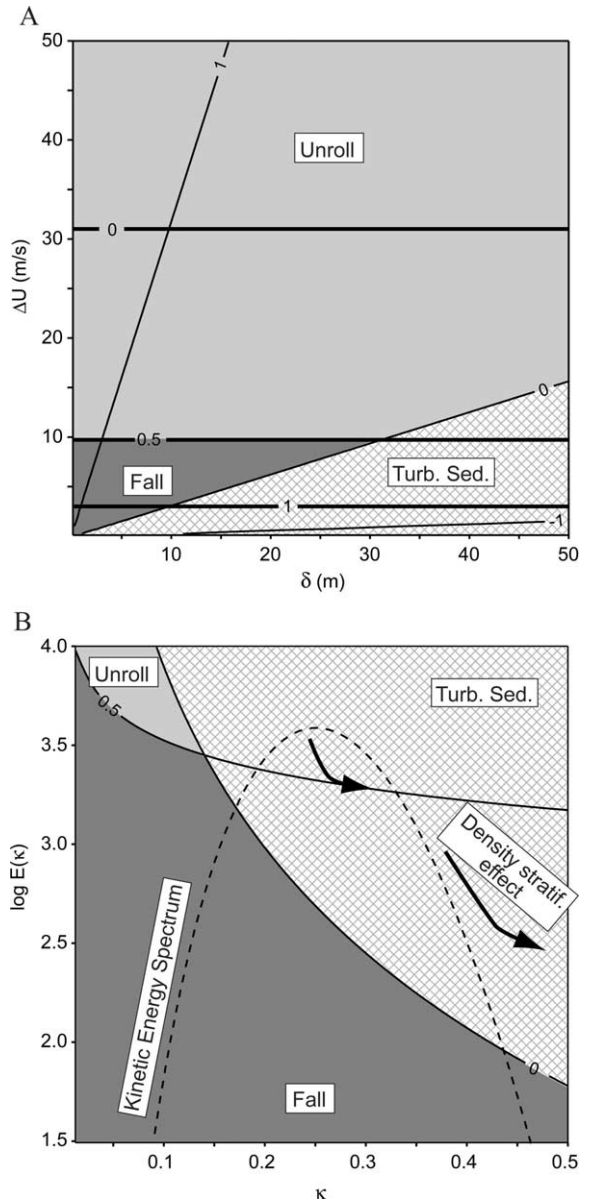 A
50
40
30
20
10
ΔU (m/s)
1
Unroll
0
0
0.5
Fall
Turb. Sed.
1
-1
10
20
30
40
50
δ (m)
B
4.0
3.5
3.0
2.5
2.0
1.5
log E(κ)
Unroll
0.5
Turb. Sed.
Density stratif.
effect
Kinetic Energy Spectrum
0
Fall
0.1
0.2
0.3
0.4
0.5
κ